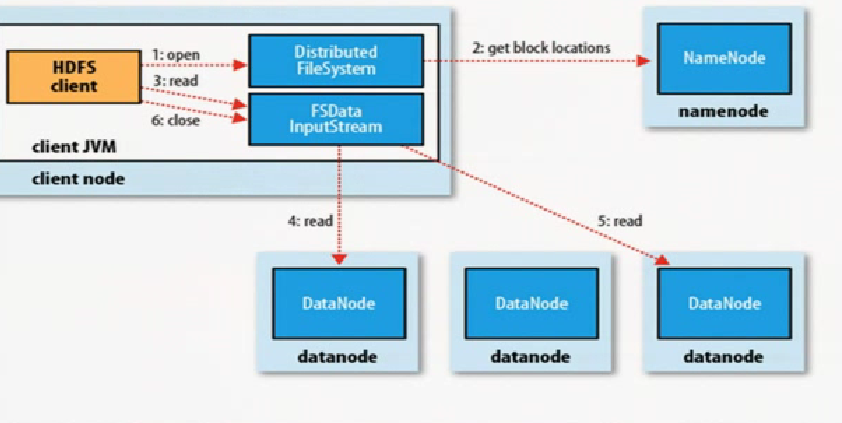 HDFS
client
1: open
3: read
6: close
Distributed
FileSystem
FSData
InputStream
client JVM
client node
2: get block locations
NameNode
namenode
4: read
5: read
DataNode
datanode
DataNode
datanode
DataNode
datanode